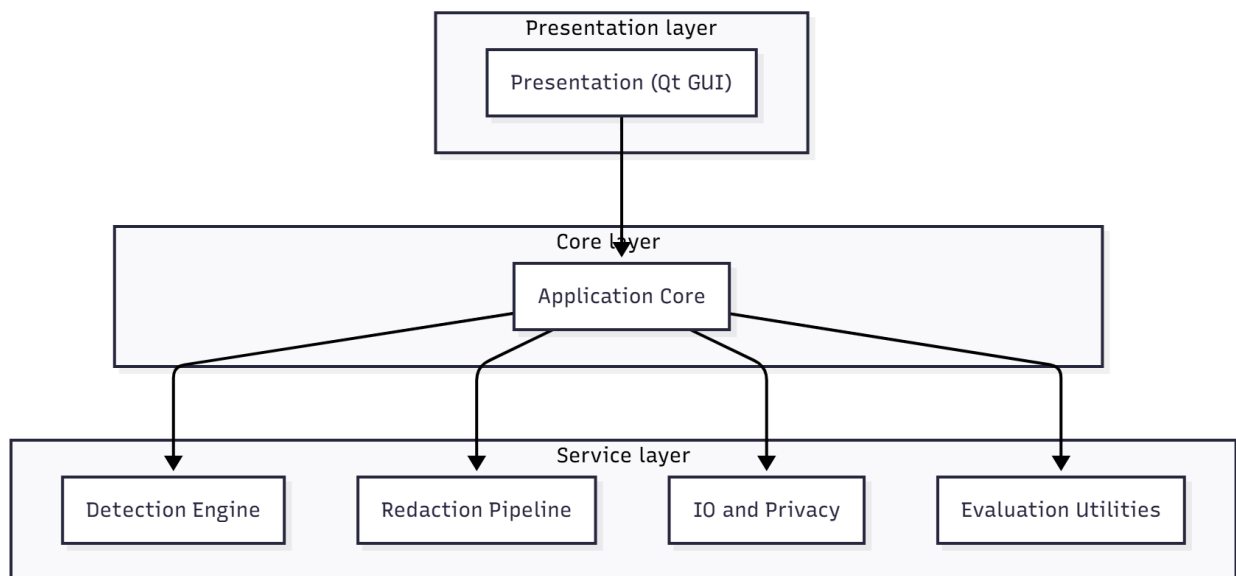 Presentation layer
Presentation (Qt GUI)
Core layer
Application Core
Service layer
Detection Engine
Redaction Pipeline
IO and Privacy
Evaluation Utilities